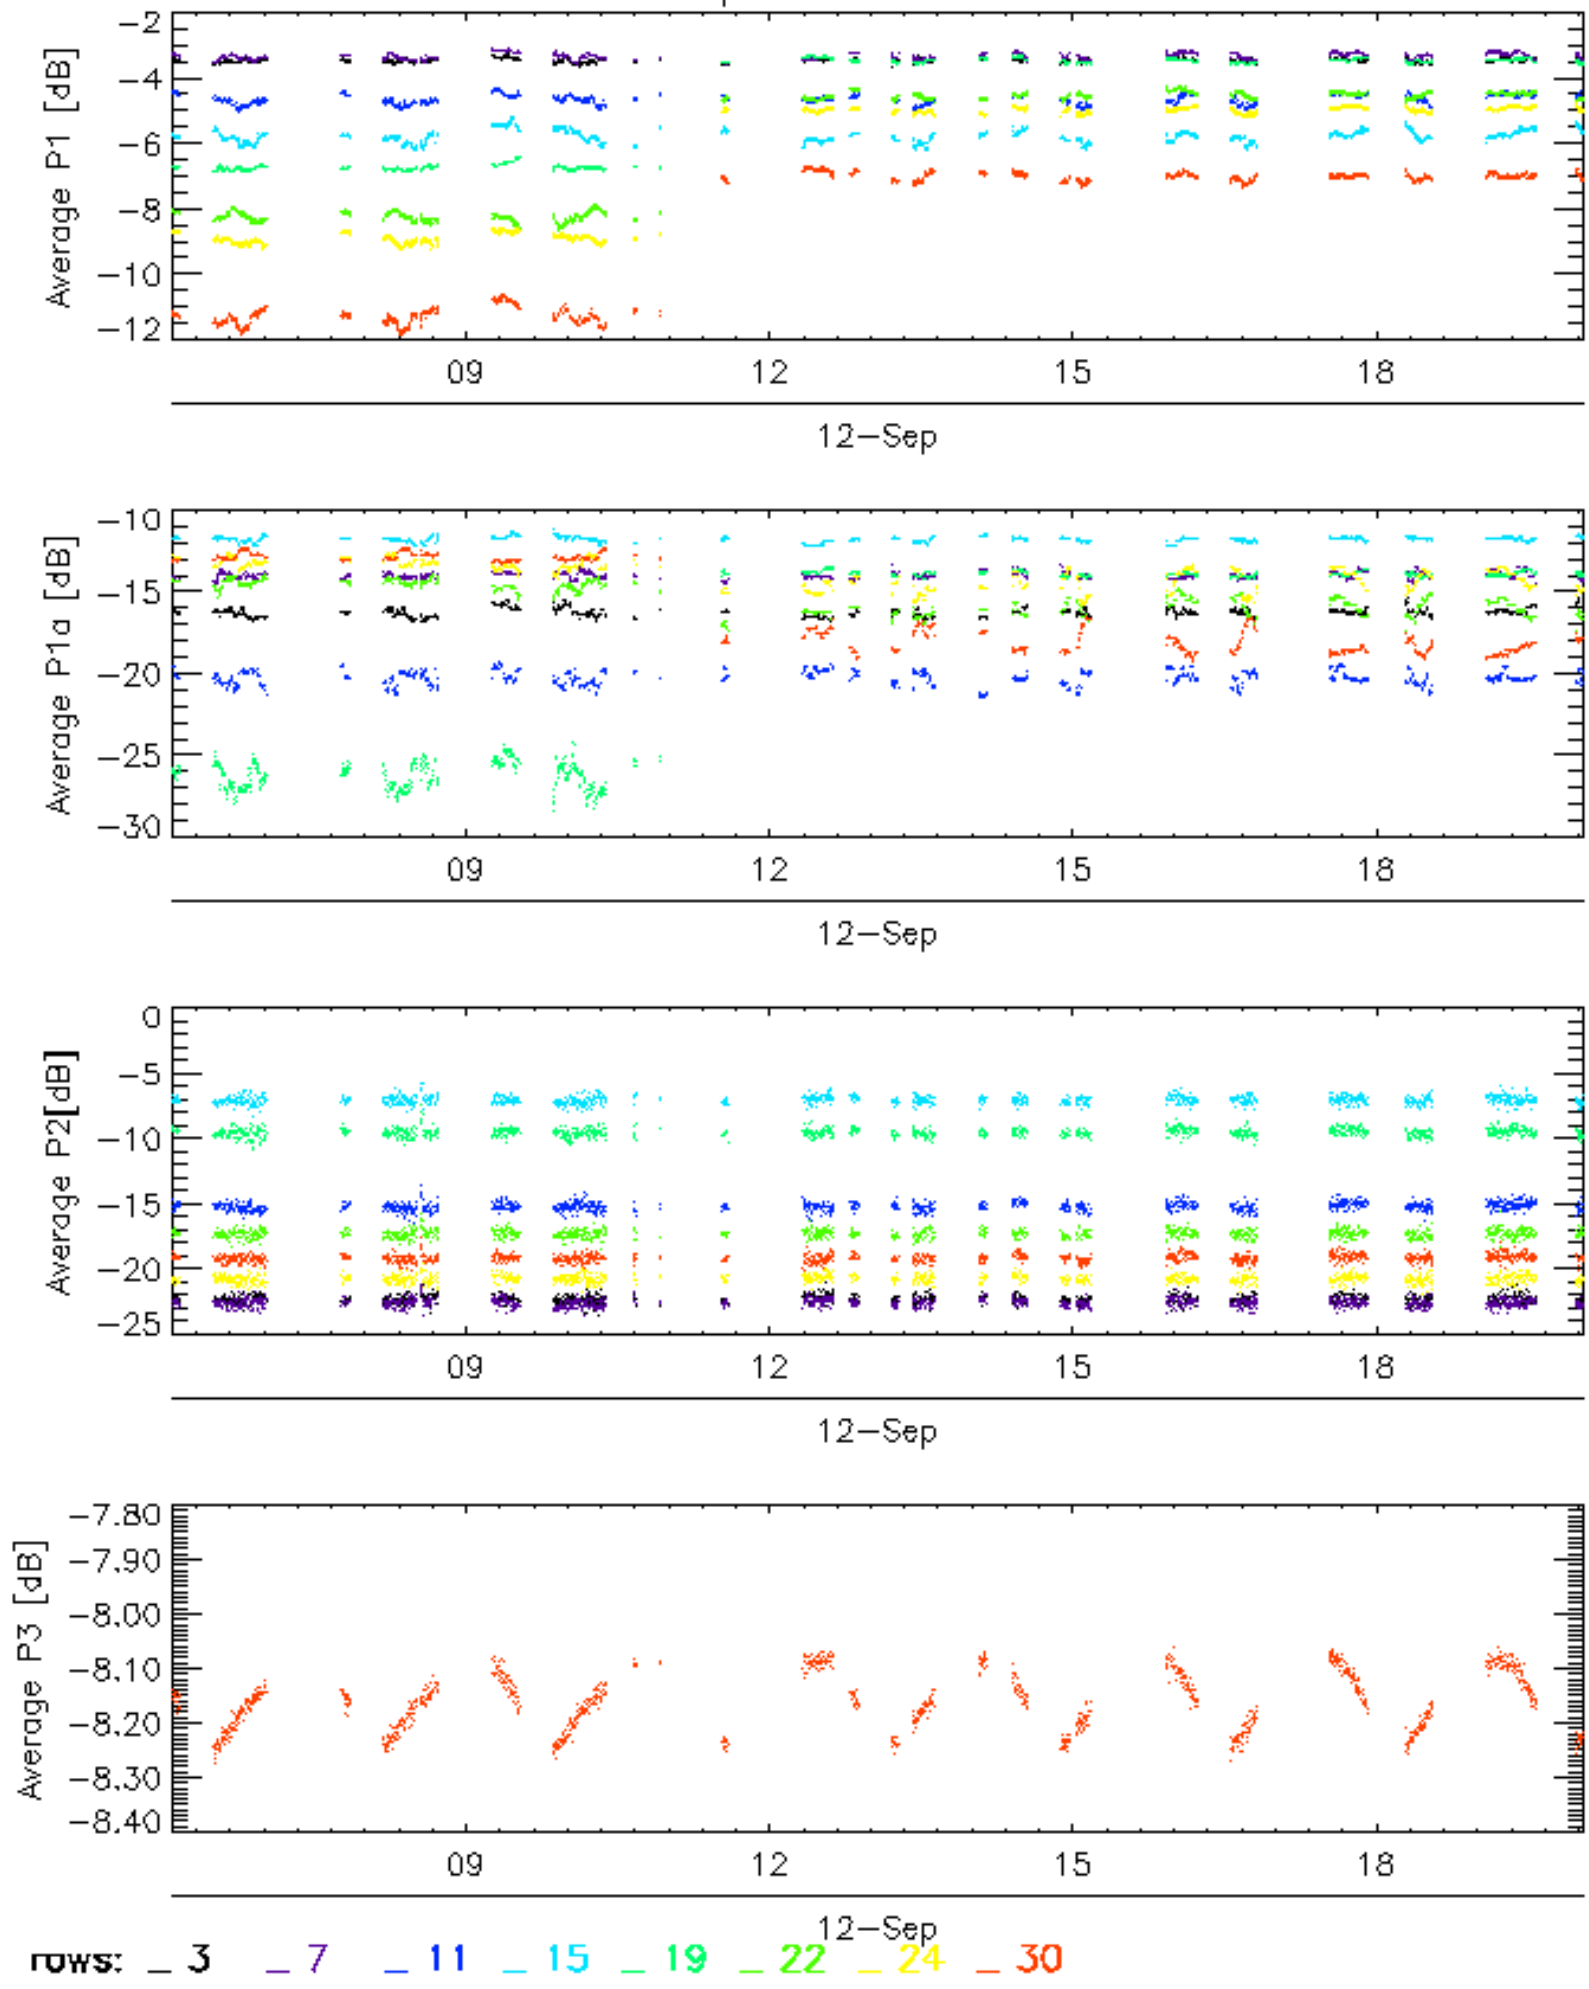 Average P1 [dB]
-2
-4
-6
-8
-10
-12
09 12 15 18
12-Sep
Average P1a [dB]
-10
-15
-20
-25
-30
09 12 15 18
12-Sep
Average P2[dB]
0
-5
-10
-15
-20
-25
09 12 15 18
12-Sep
Average P3 [dB]
-7.80
-7.90
-8.00
-8.10
-8.20
-8.30
-8.40
09 12 15 18
12-Sep
rows: _ 3 _ 7 _ 11 _ 15 _ 19 _ 22 _ 24 _ 30